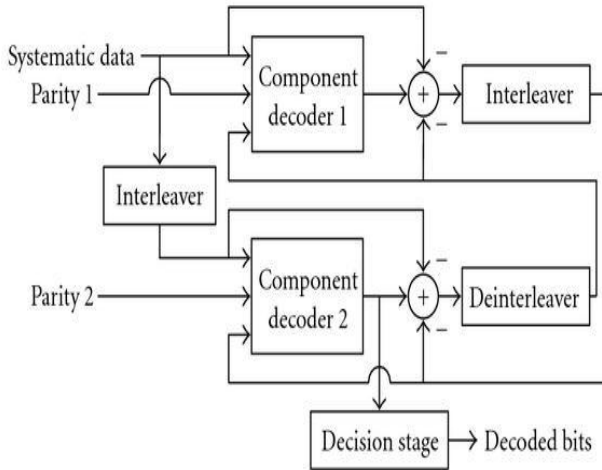 Systematic data
Parity 1
Component
decoder 1
−
+
−
Interleaver
Interleaver
Parity 2
Component
decoder 2
−
+
−
Deinterleaver
Decision stage
Decoded bits